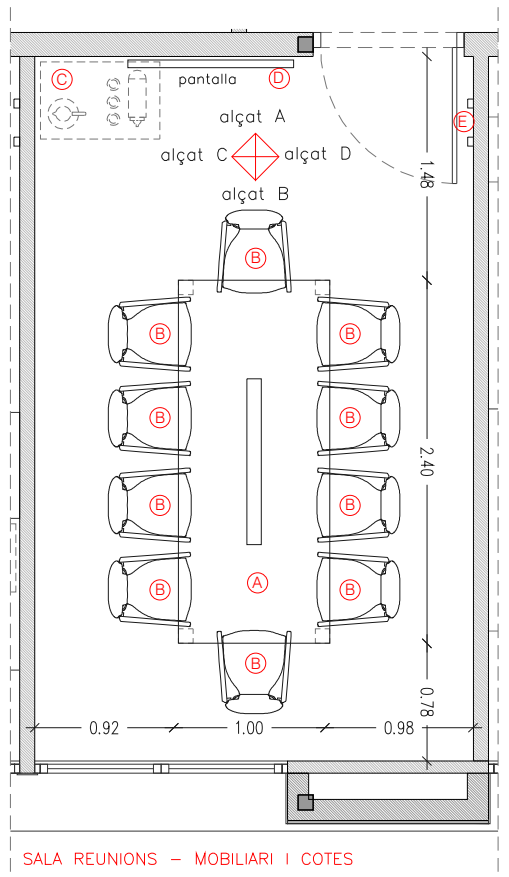 C
D
pantalla
E
alçat A
alçat C
alçat D
alçat B
1.48
B
B
B
B
B
2.40
B
B
A
B
B
B
0.78
0.92
1.00
0.98
SALA REUNIONS – MOBILIARI I COTES